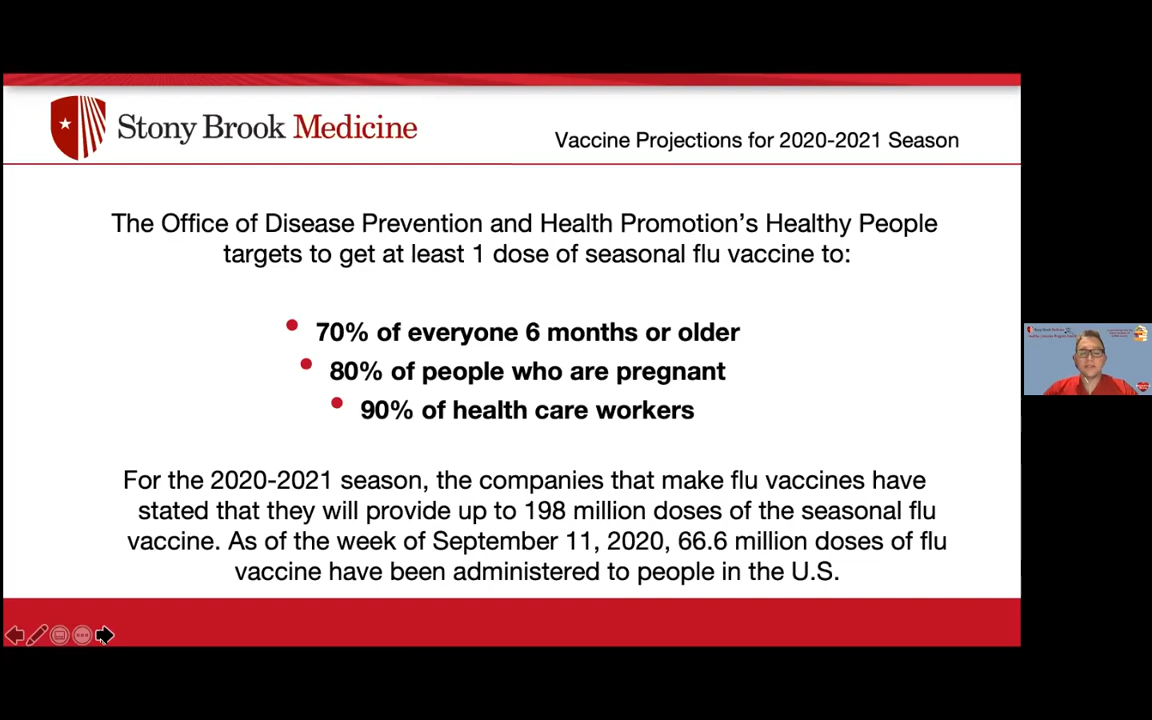 Stony Brook Medicine
Vaccine Projections for 2020-2021 Season
The Office of Disease Prevention and Health Promotion’s Healthy People
targets to get at least 1 dose of seasonal flu vaccine to:
• 70% of everyone 6 months or older
• 80% of people who are pregnant
• 90% of health care workers
For the 2020-2021 season, the companies that make flu vaccines have
stated that they will provide up to 198 million doses of the seasonal flu
vaccine. As of the week of September 11, 2020, 66.6 million doses of flu
vaccine have been administered to people in the U.S.
Stony Brook Medicine